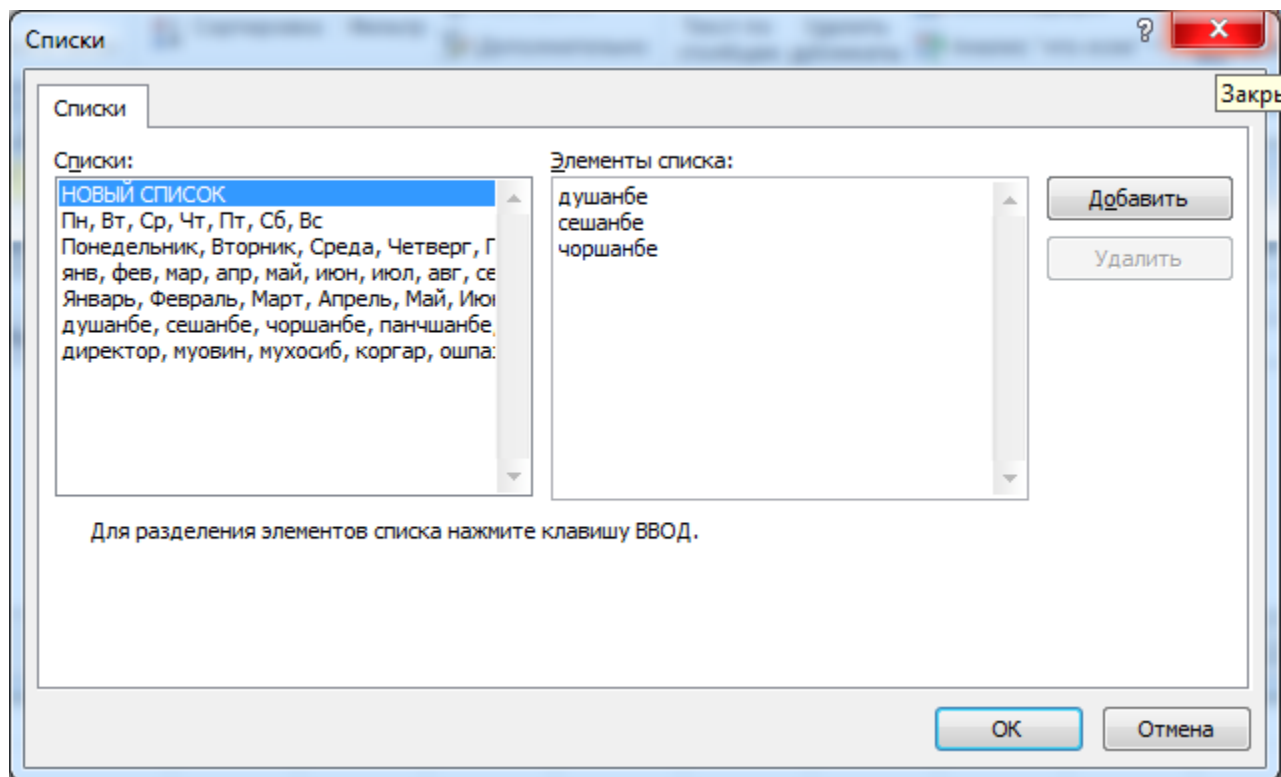 Списки
Закры
Списки
Списки:
НОВЫЙ СПИСОК
Пн, Вт, Ср, Чт, Пт, Сб, Вс
Понедельник, Вторник, Среда, Четверг, П
янв, фев, мар, апр, май, июн, июл, авг, се
Январь, Февраль, Март, Апрель, Май, Июн
душанбе, сешанбе, чоршанбе, панчшанбе,
директор, муовин, мухосиб, коргар, ошпаз
Элементы списка:
душанбе
сешанбе
чоршанбе
Добавить
Удалить
Для разделения элементов списка нажмите клавишу ВВОД.
ОК
Отмена